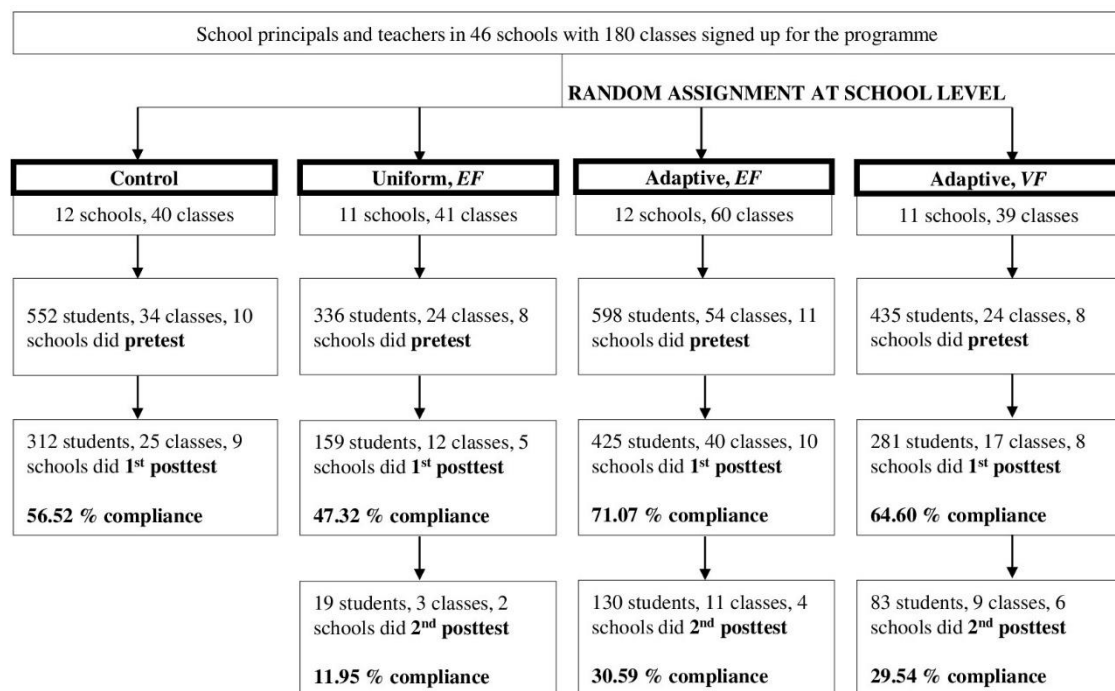 School principals and teachers in 46 schools with 180 classes signed up for the programme
RANDOM ASSIGNMENT AT SCHOOL LEVEL
Control
12 schools, 40 classes
552 students, 34 classes, 10
schools did pretest
312 students, 25 classes, 9
schools did 1st posttest
56.52 % compliance
Uniform, EF
11 schools, 41 classes
336 students, 24 classes, 8
schools did pretest
159 students, 12 classes, 5
schools did 1st posttest
47.32 % compliance
19 students, 3 classes, 2
schools did 2nd posttest
11.95 % compliance
Adaptive, EF
12 schools, 60 classes
598 students, 54 classes, 11
schools did pretest
425 students, 40 classes, 10
schools did 1st posttest
71.07 % compliance
130 students, 11 classes, 4
schools did 2nd posttest
30.59 % compliance
Adaptive, VF
11 schools, 39 classes
435 students, 24 classes, 8
schools did pretest
281 students, 17 classes, 8
schools did 1st posttest
64.60 % compliance
83 students, 9 classes, 6
schools did 2nd posttest
29.54 % compliance